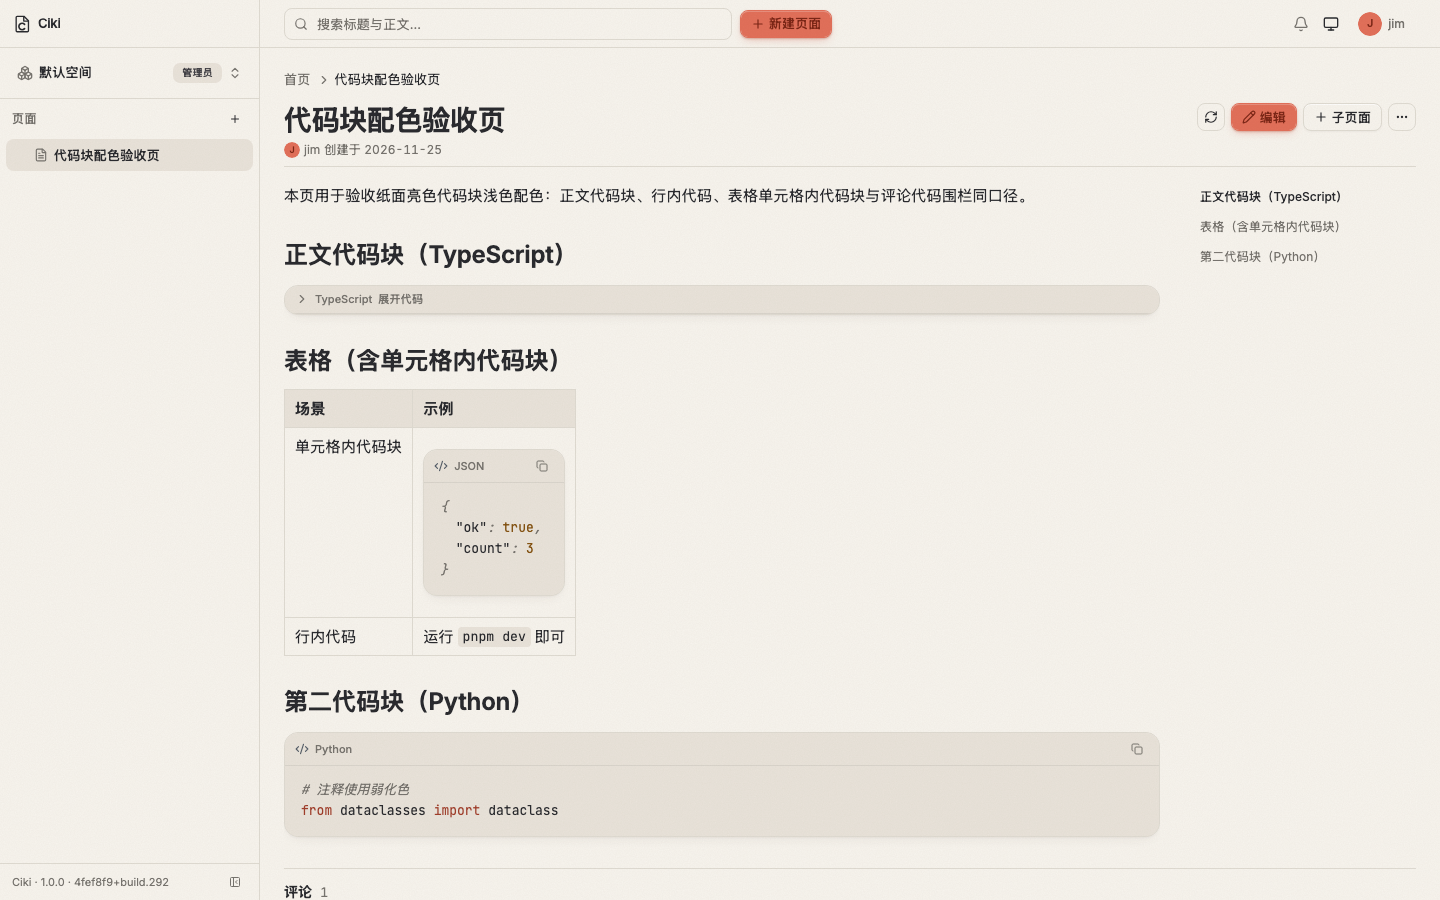 Ciki
搜索标题与正文...
新建页面
J jim
默认空间 管理员
页面
代码块配色验收页
首页 > 代码块配色验收页
代码块配色验收页
编辑
子页面
J jim 创建于 2026-11-25
本页用于验收纸面亮色代码块浅色配色：正文代码块、行内代码、表格单元格内代码块与评论代码围栏同口径。
正文代码块（TypeScript）
TypeScript 展开代码
表格（含单元格内代码块）
场景 示例
单元格内代码块
</> JSON
{
"ok": true,
"count": 3
}
行内代码 运行 pnpm dev 即可
第二代码块（Python）
</> Python
# 注释使用弱化色
from dataclasses import dataclass
评论 1
正文代码块（TypeScript）
表格（含单元格内代码块）
第二代码块（Python）
Ciki · 1.0.0 · 4fef8f9+build.292